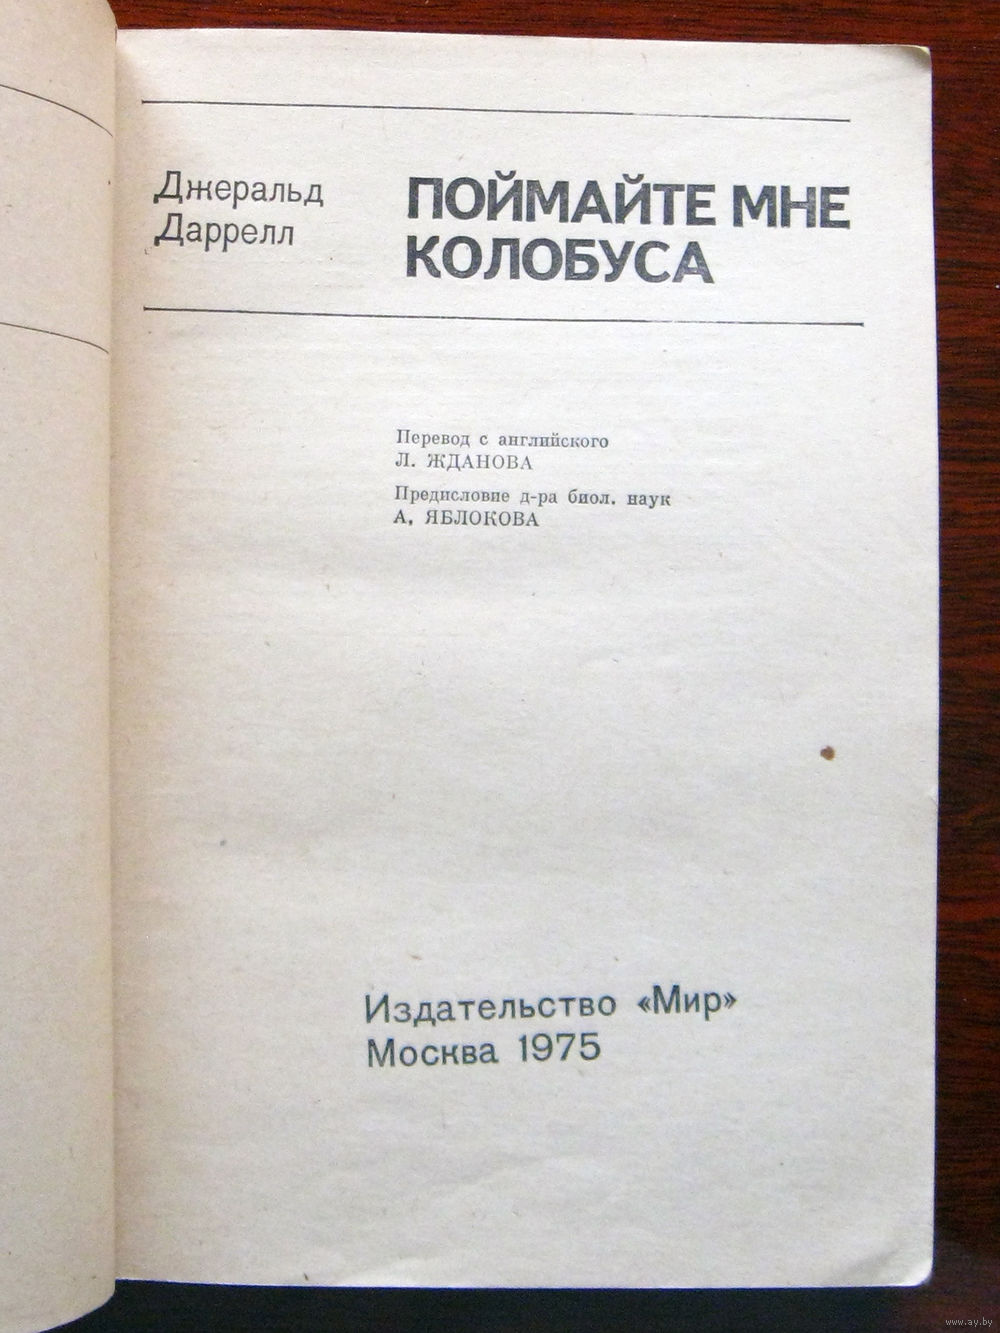 Джеральд
Даррелл
ПОЙМАЙТЕ МНЕ
КОЛОБУСА
Перевод с английского
Л. ЖДАНОВА
Предисловие д-ра биол. наук
А. ЯБЛОКОВА
Издательство «Мир»
Москва 1975
www.ay.by